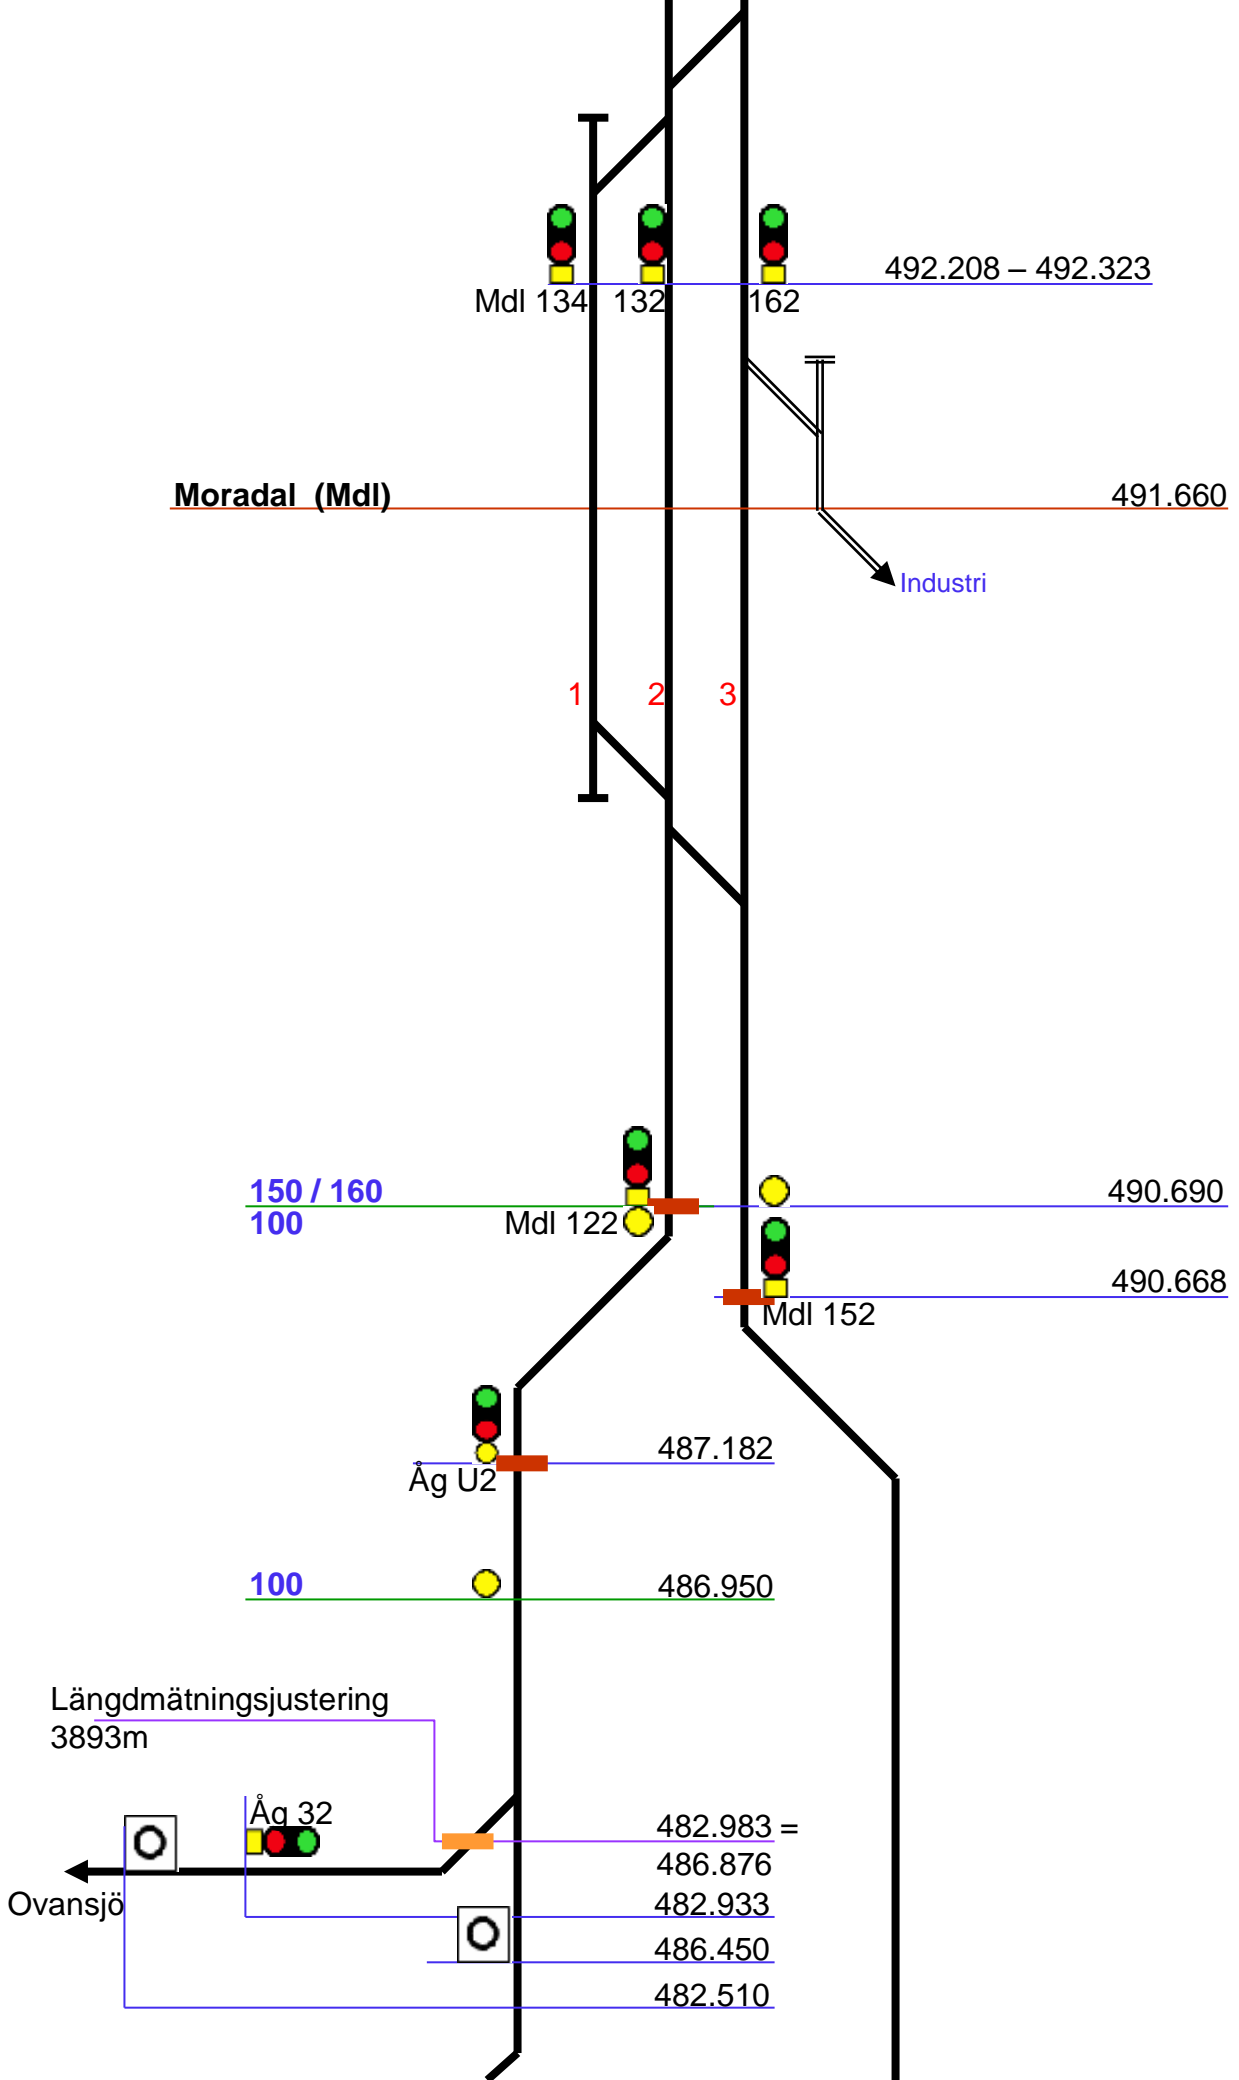 Mdl 134 132 162 492.208 – 492.323
Moradal (Mdl) 491.660
Industri
1 2 3
150 / 160 490.690
100 Mdl 122
490.668
Mdl 152
487.182
Åg U2
100 486.950
Längdmätningsjustering
3893m
Åg 32
482.983 =
486.876
Ovansjö 482.933
486.450
482.510